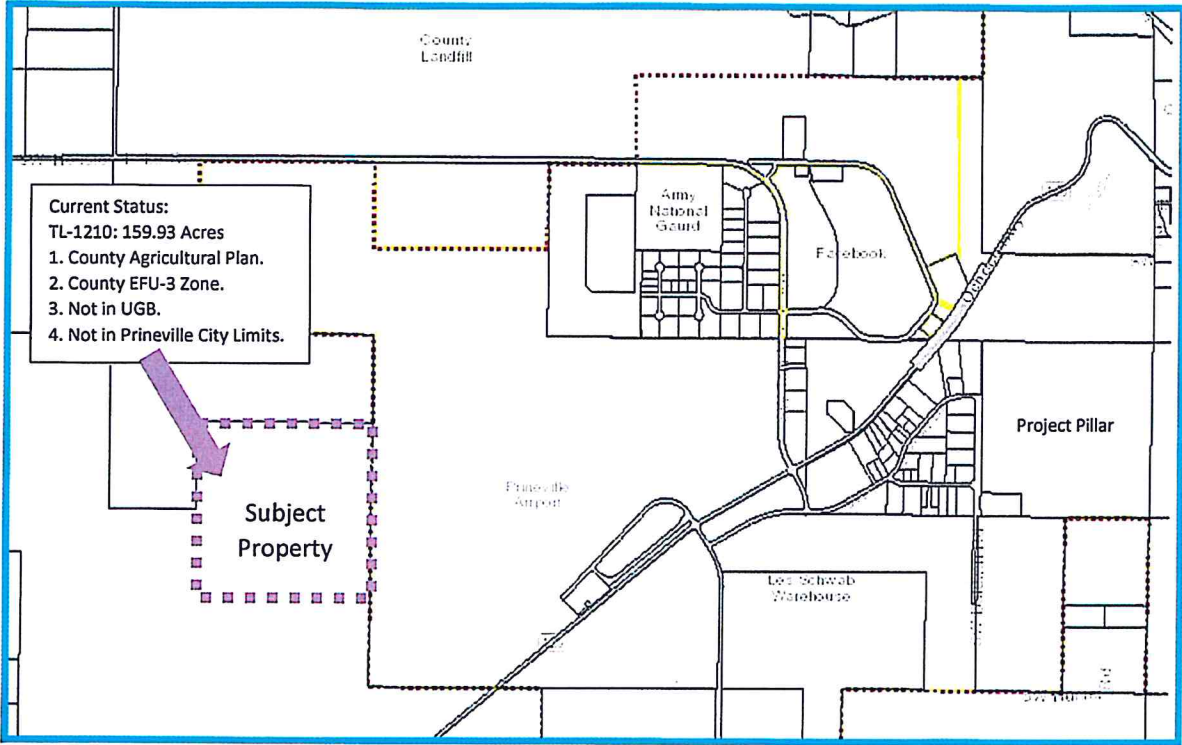 County
Landfill
Current Status:
TL-1210: 159.93 Acres
1. County Agricultural Plan.
2. County EFU-3 Zone.
3. Not in UGB.
4. Not in Prineville City Limits.
Army
National
Gaurd
Facebook
Project Pillar
Prineville
Airport
Subject
Property
Les Schwab
Warehouse